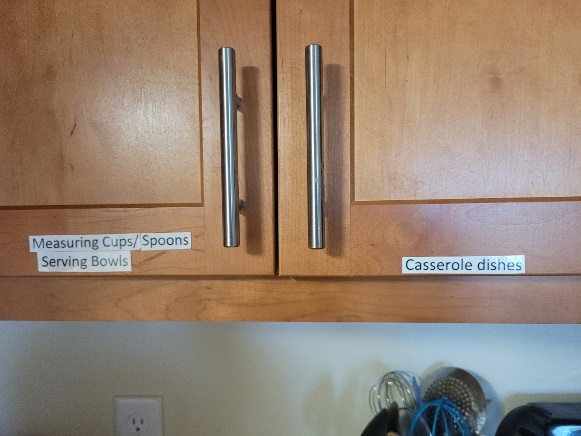 Measuring Cups/ Spoons
Serving Bowls
Casserole dishes